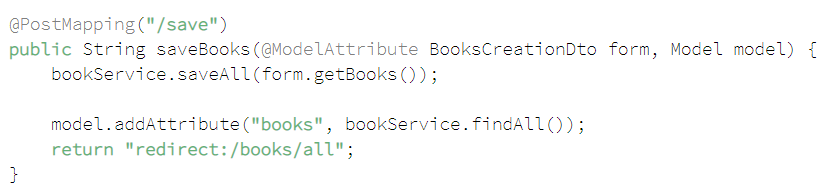 @PostMapping("/save")
public String saveBooks(@ModelAttribute BooksCreationDto form, Model model) {
    bookService.saveAll(form.getBooks());

    model.addAttribute("books", bookService.findAll());
    return "redirect:/books/all";
}